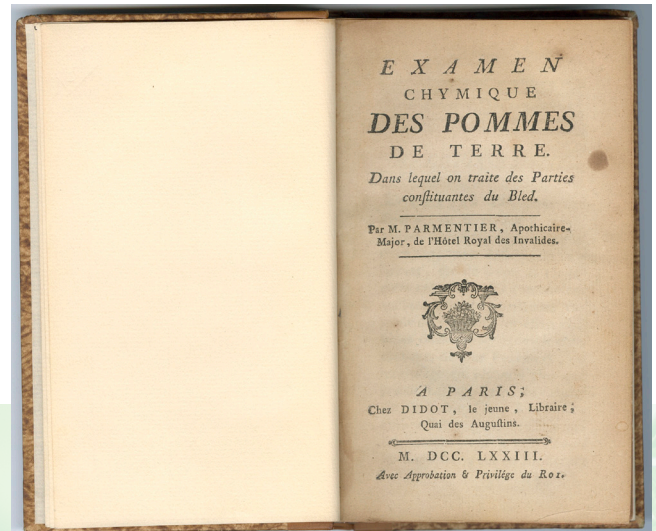 EXAMEN
CHYMIQUE
DES POMMES
DE TERRE.
Dans lequel on traite des Parties
conſtituantes du Bled.
Par M. PARMENTIER, Apothicaire-
Major, de l'Hôtel Royal des Invalides.
A PARIS;
Chez DIDOT, le jeune, Libraire;
Quai des Auguſtins.
M. DCC. LXXIII.
Avec Approbation & Privilége du ROI.